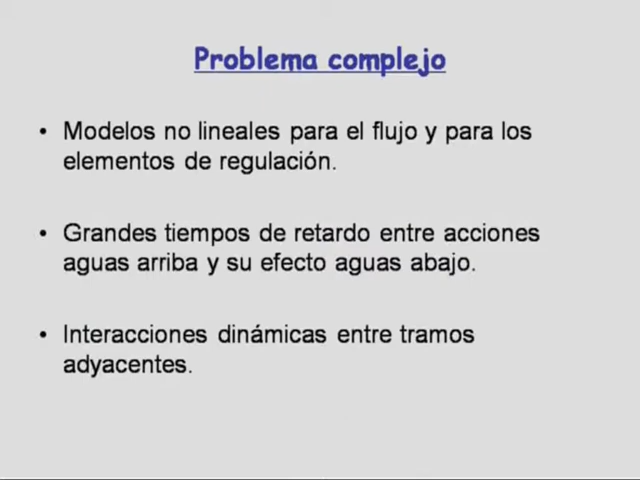 Problema complejo
• Modelos no lineales para el flujo y para los
elementos de regulación.
• Grandes tiempos de retardo entre acciones
aguas arriba y su efecto aguas abajo.
• Interacciones dinámicas entre tramos
adyacentes.